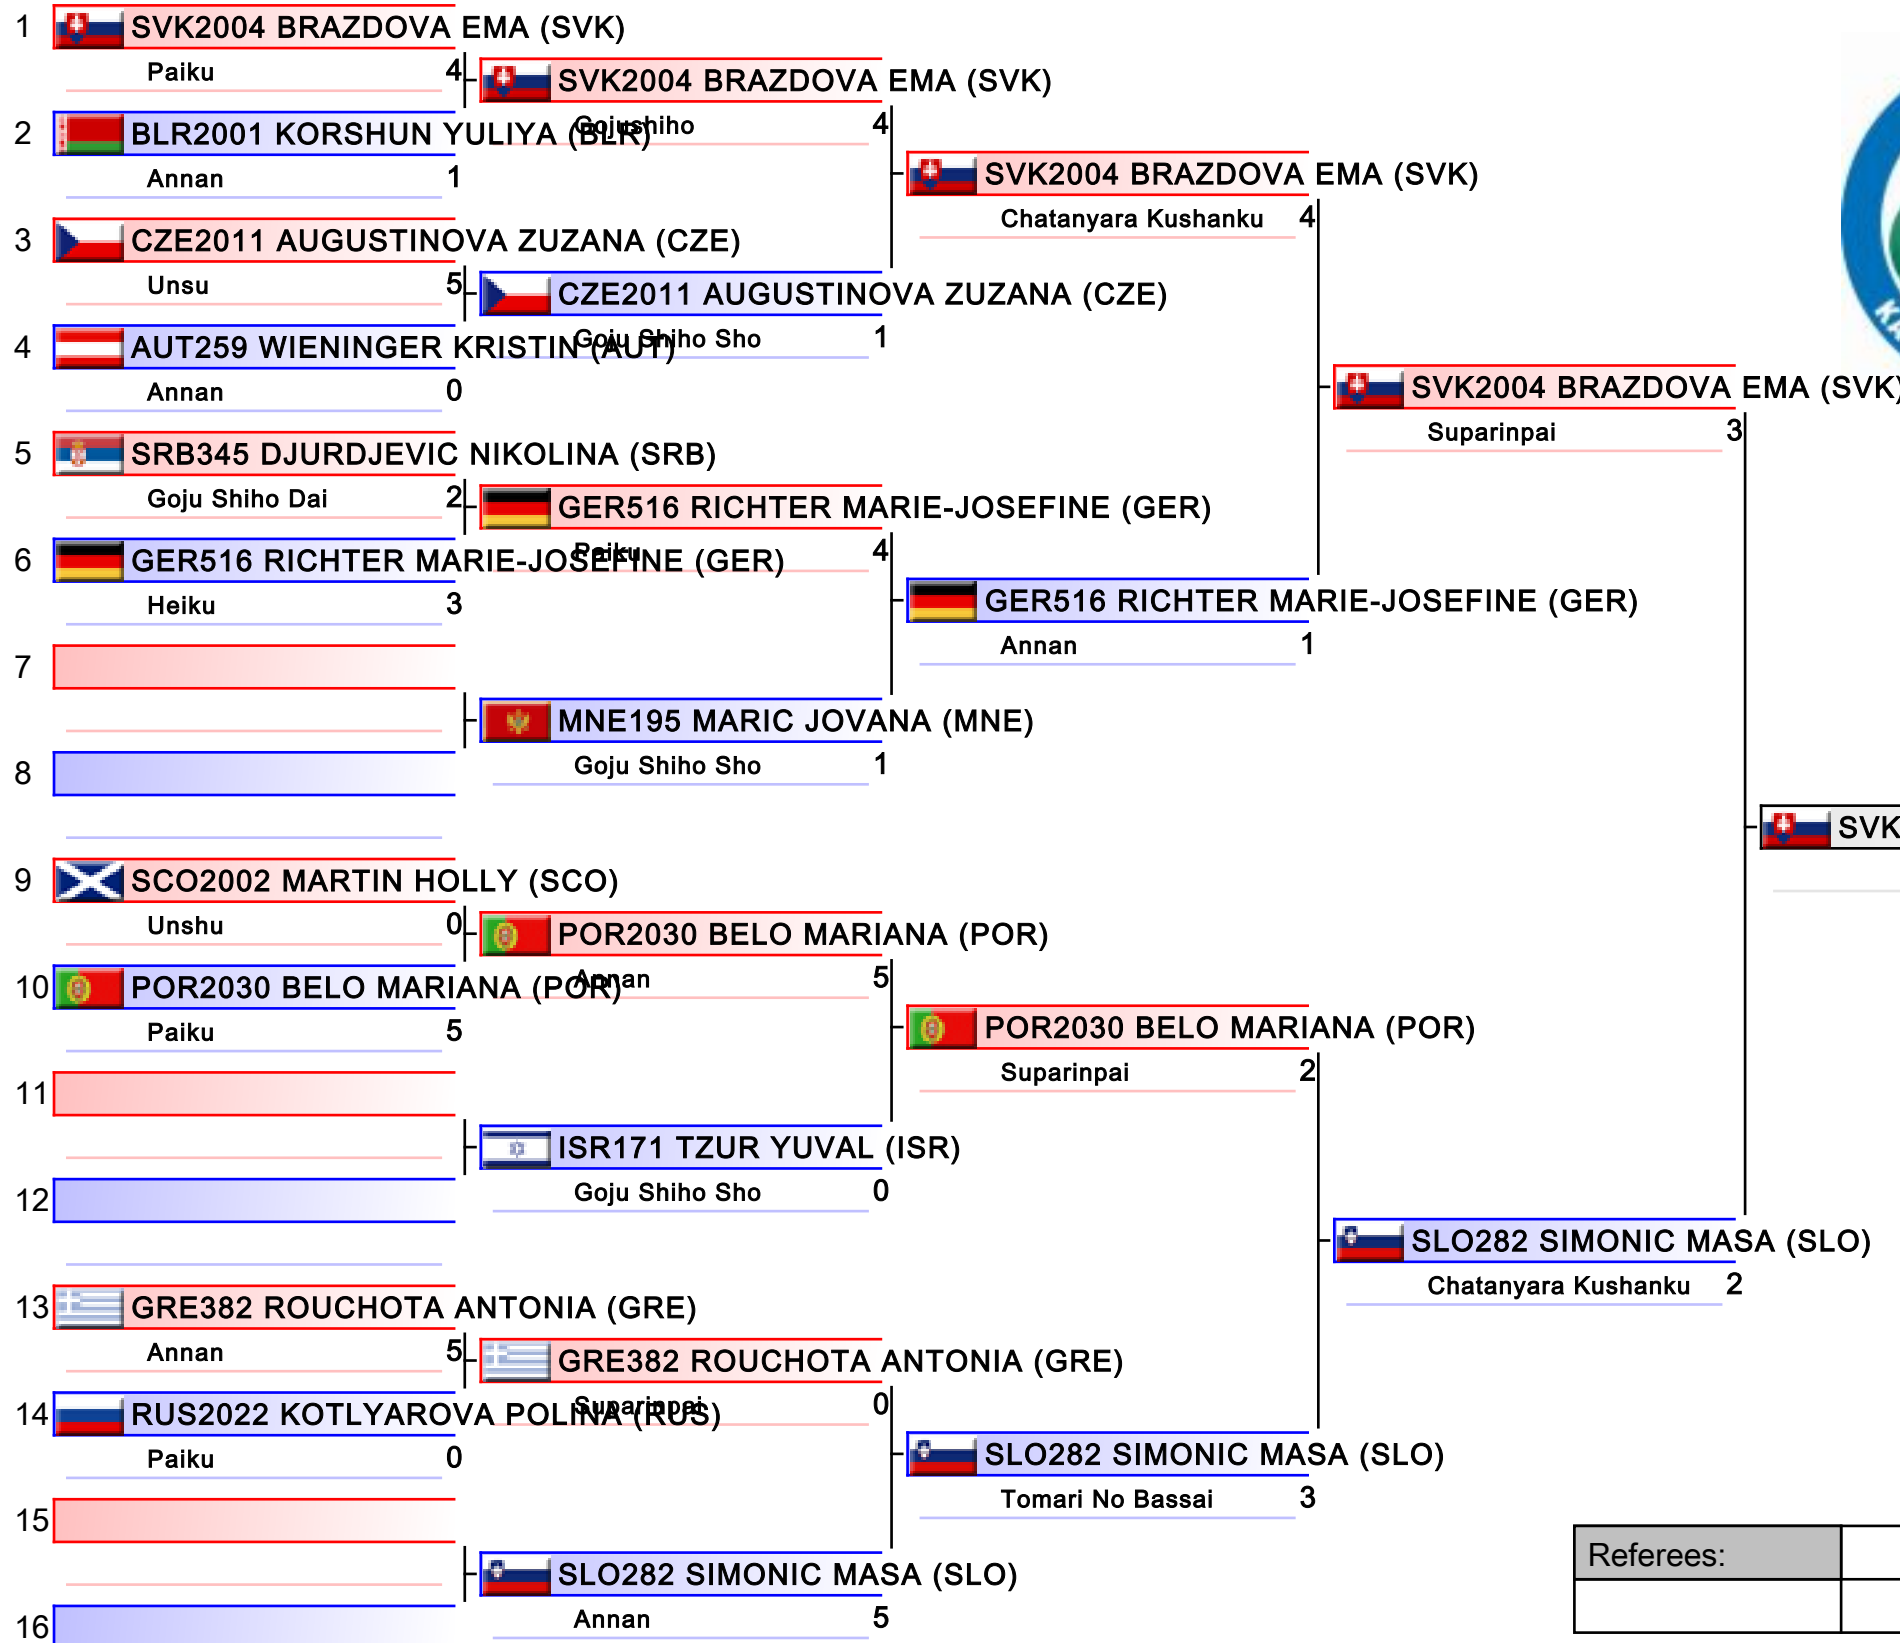 1 SVK2004 BRAZDOVA EMA (SVK)
Paiku 4
SVK2004 BRAZDOVA EMA (SVK)
Gojushiho 4
2 BLR2001 KORSHUN YULIYA (BLR)
Annan 1
SVK2004 BRAZDOVA EMA (SVK)
Chatanyara Kushanku 4
3 CZE2011 AUGUSTINOVA ZUZANA (CZE)
Unsu 5
CZE2011 AUGUSTINOVA ZUZANA (CZE)
Goju Shiho Sho 1
4 AUT259 WIENINGER KRISTIN (AUT)
Annan 0
SVK2004 BRAZDOVA EMA (SVK)
Suparinpai 3
5 SRB345 DJURDJEVIC NIKOLINA (SRB)
Goju Shiho Dai 2
GER516 RICHTER MARIE-JOSEFINE (GER)
Paiku 4
6 GER516 RICHTER MARIE-JOSEFINE (GER)
Heiku 3
GER516 RICHTER MARIE-JOSEFINE (GER)
Annan 1
7
MNE195 MARIC JOVANA (MNE)
Goju Shiho Sho 1
8
SVK
9 SCO2002 MARTIN HOLLY (SCO)
Unshu 0
POR2030 BELO MARIANA (POR)
Annan 5
10 POR2030 BELO MARIANA (POR)
Paiku 5
POR2030 BELO MARIANA (POR)
Suparinpai 2
11
ISR171 TZUR YUVAL (ISR)
Goju Shiho Sho 0
12
SLO282 SIMONIC MASA (SLO)
Chatanyara Kushanku 2
13 GRE382 ROUCHOTA ANTONIA (GRE)
Annan 5
GRE382 ROUCHOTA ANTONIA (GRE)
Suparinpai 0
14 RUS2022 KOTLYAROVA POLINA (RUS)
Paiku 0
SLO282 SIMONIC MASA (SLO)
Tomari No Bassai 3
15
SLO282 SIMONIC MASA (SLO)
Annan 5
16
Referees: